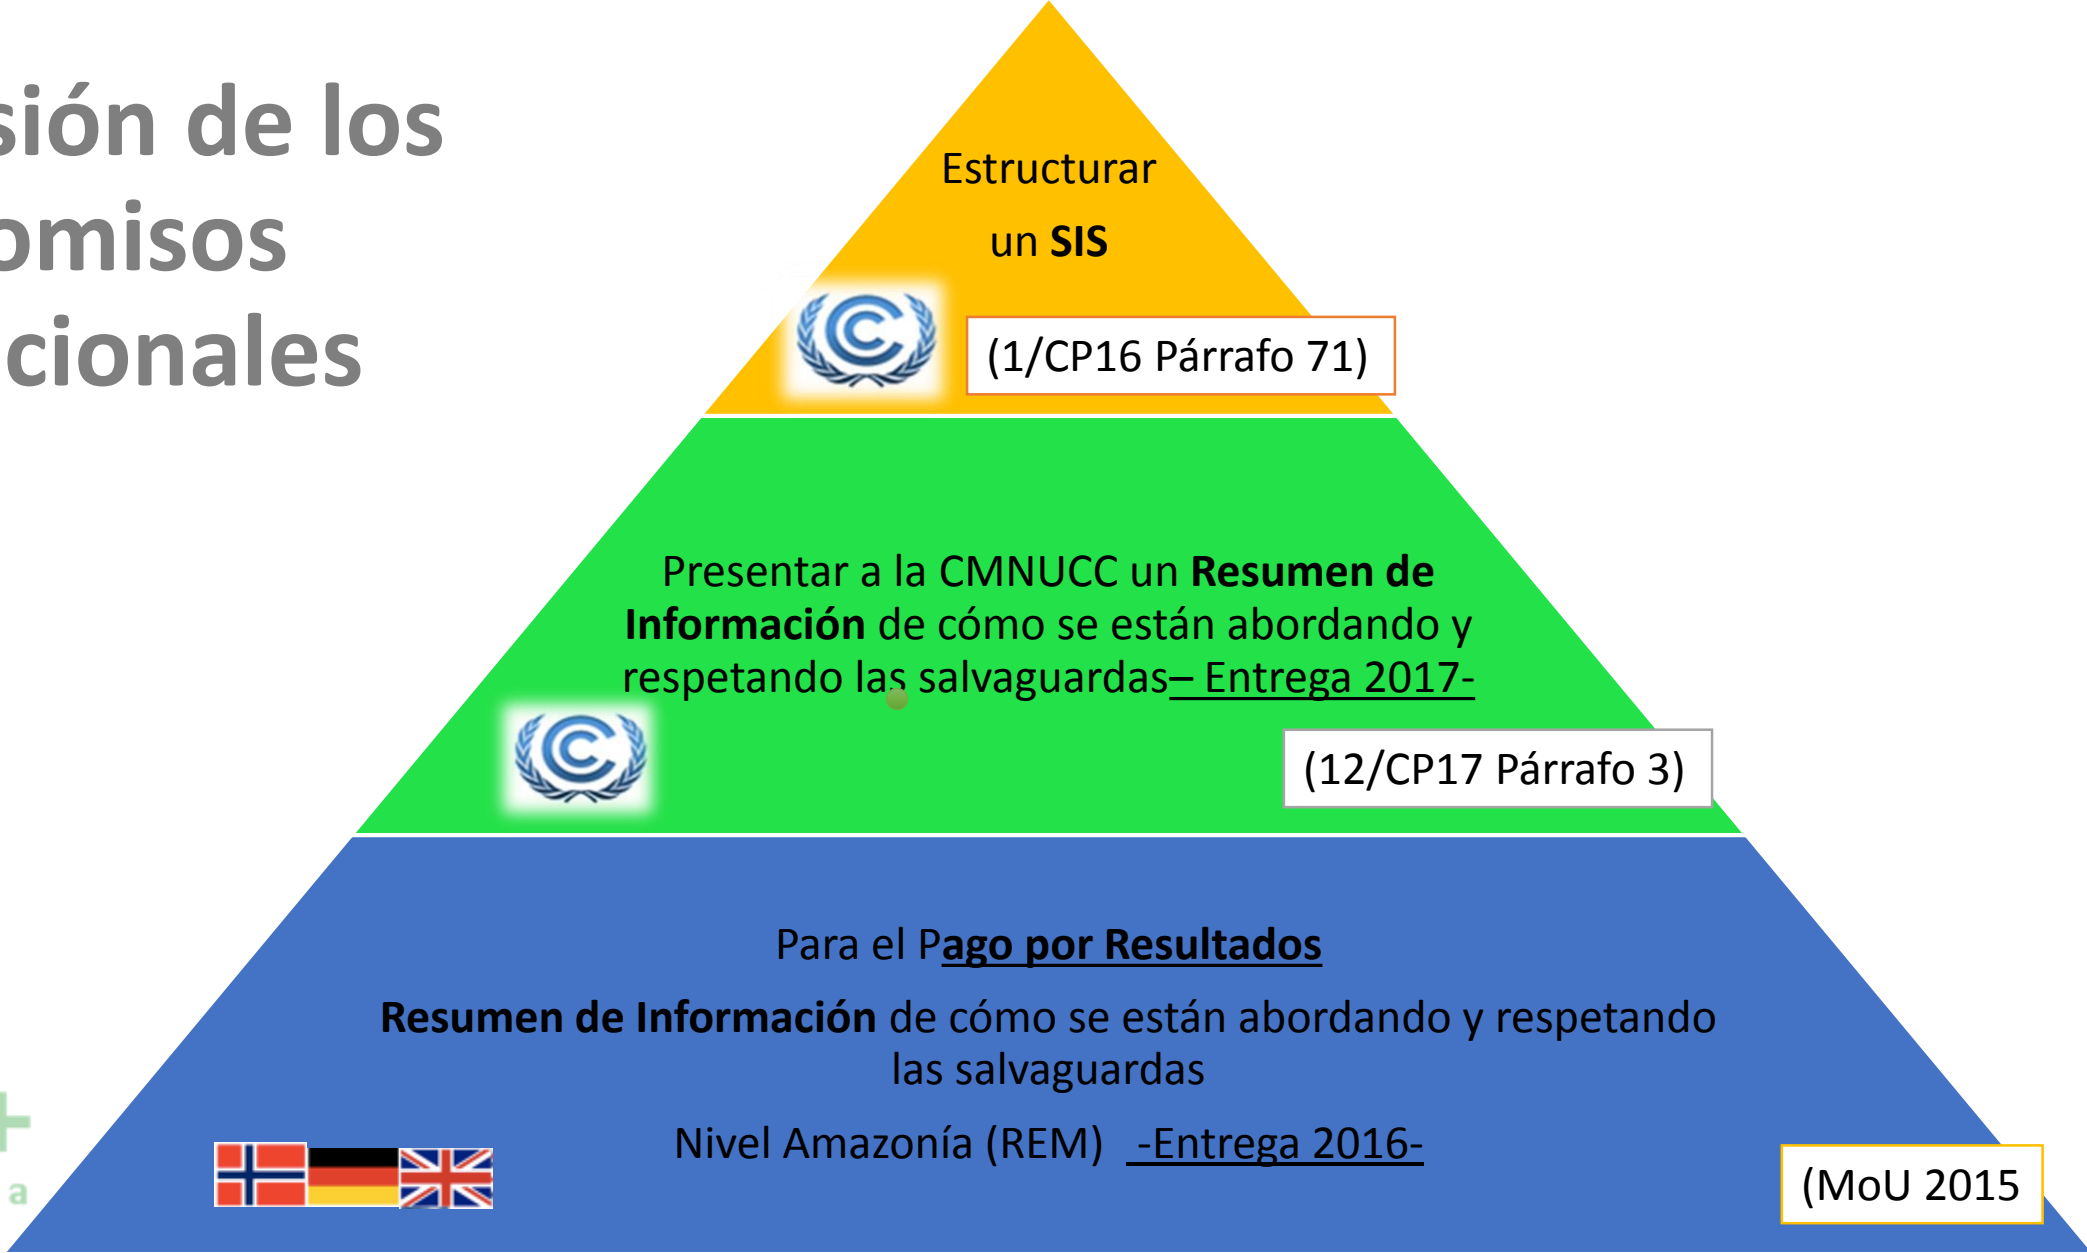 sión de los
omisos
cionales
Estructurar
un SIS
(1/CP16 Párrafo 71)
Presentar a la CMNUCC un Resumen de
Información de cómo se están abordando y
respetando las salvaguardas– Entrega 2017-
(12/CP17 Párrafo 3)
Para el Pago por Resultados
Resumen de Información de cómo se están abordando y respetando
las salvaguardas
Nivel Amazonía (REM) -Entrega 2016-
(MoU 2015
+
a